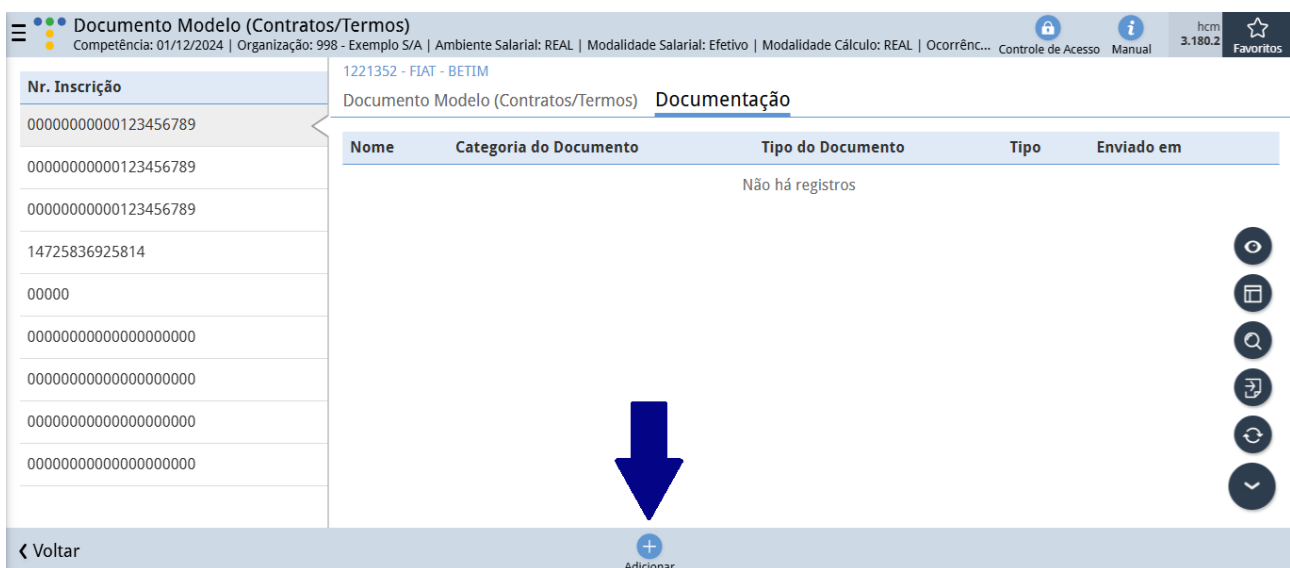 Documento Modelo (Contratos/Termos)
Competência: 01/12/2024 | Organização: 998 - Exemplo S/A | Ambiente Salarial: REAL | Modalidade Salarial: Efetivo | Modalidade Cálculo: REAL | Ocorrênc...
Controle de Acesso
Manual
hcm
3.180.2
Favoritos
Nr. Inscrição
00000000000123456789
00000000000123456789
00000000000123456789
14725836925814
00000
00000000000000000000
00000000000000000000
00000000000000000000
00000000000000000000
1221352 - FIAT - BETIM
Documento Modelo (Contratos/Termos) Documentação
Nome Categoria do Documento Tipo do Documento Tipo Enviado em
Não há registros
Voltar
Adicionar